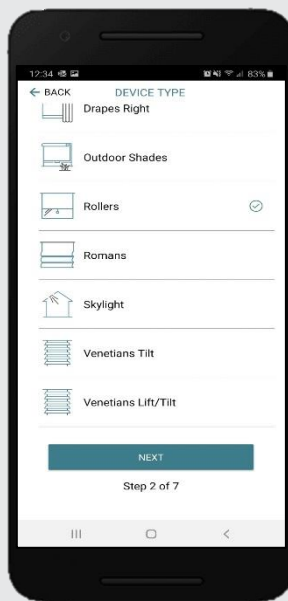 12:34 83%
BACK DEVICE TYPE
Drapes Right
Outdoor Shades
Rollers
Romans
Skylight
Venetians Tilt
Venetians Lift/Tilt
NEXT
Step 2 of 7